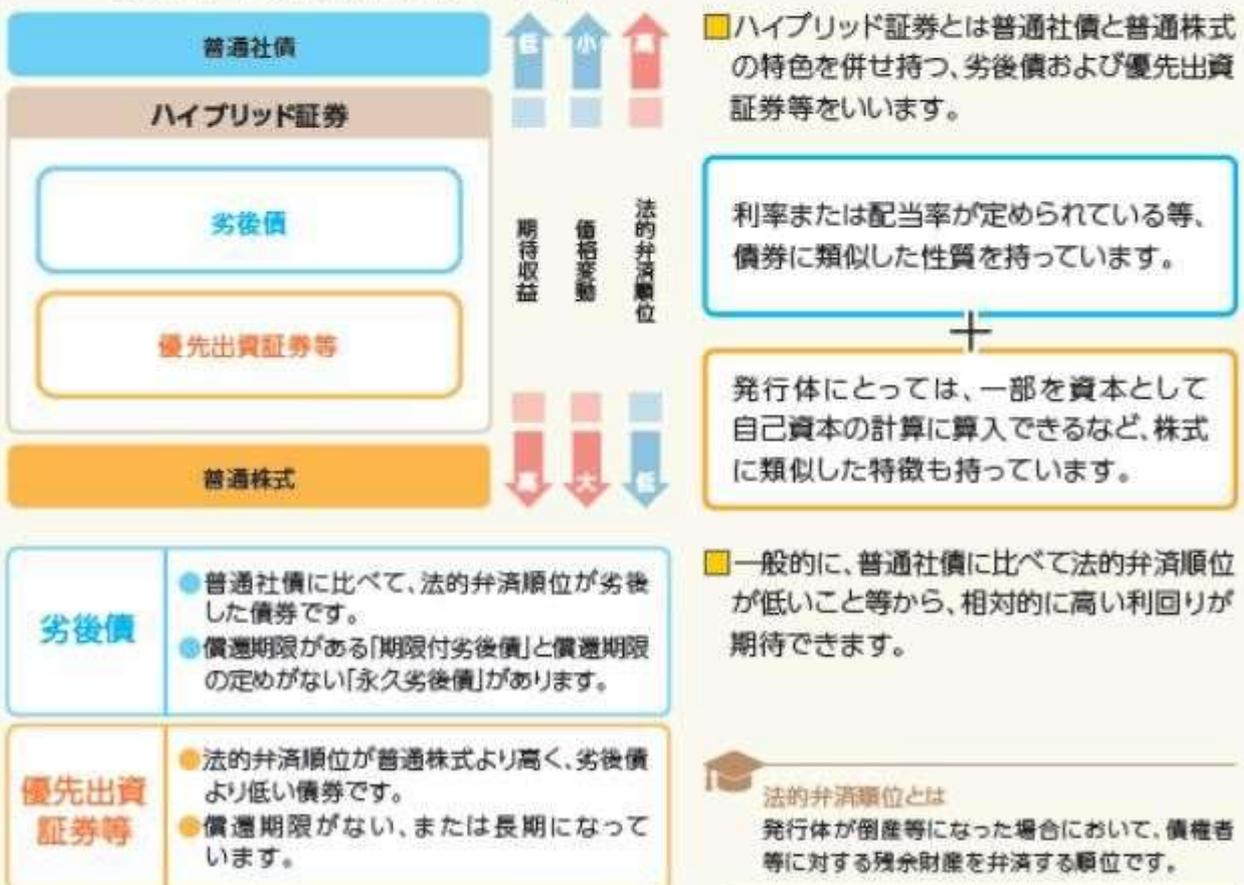 普通社債
ハイブリッド証券
劣後債
優先出資証券等
普通株式
低
小
高
期待収益
価格変動
法的弁済順位
高
大
低
■ハイブリッド証券とは普通社債と普通株式
の特色を併せ持つ、劣後債および優先出資
証券等をいいます。
利率または配当率が定められている等、
債券に類似した性質を持っています。
+
発行体にとっては、一部を資本として
自己資本の計算に算入できるなど、株式
に類似した特徴も持っています。
劣後債
●普通社債に比べて、法的弁済順位が劣後
した債券です。
●償還期限がある「期限付劣後債」と償還期限
の定めがない「永久劣後債」があります。
優先出資
証券等
●法的弁済順位が普通株式より高く、劣後債
より低い債券です。
●償還期限がない、または長期になって
います。
■一般的に、普通社債に比べて法的弁済順位
が低いこと等から、相対的に高い利回りが
期待できます。
法的弁済順位とは
発行体が倒産等になった場合において、債権者
等に対する残余財産を弁済する順位です。